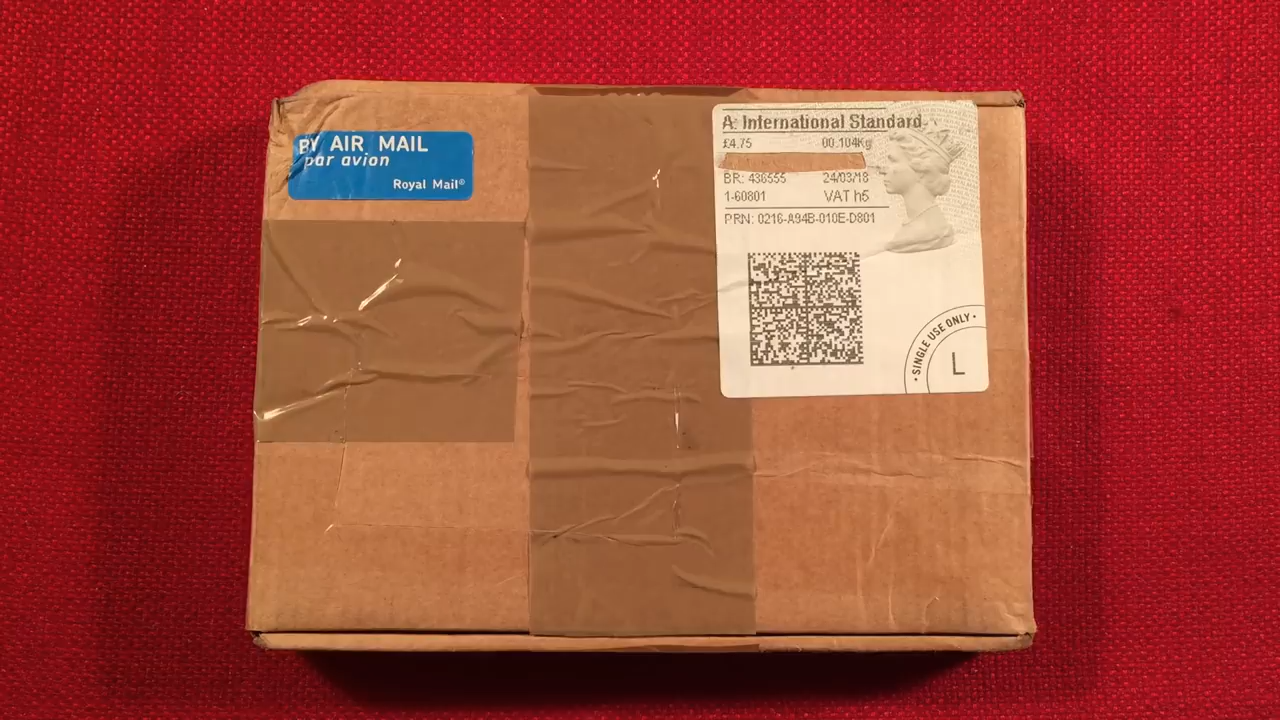 BY AIR MAIL
par avion
Royal Mail®
A: International Standard
£4.75 00.104Kg
BR: 436555 24/03/18
1-60801 VAT h5
PRN: 0216-A94B-010E-D801
• SINGLE USE ONLY •
L